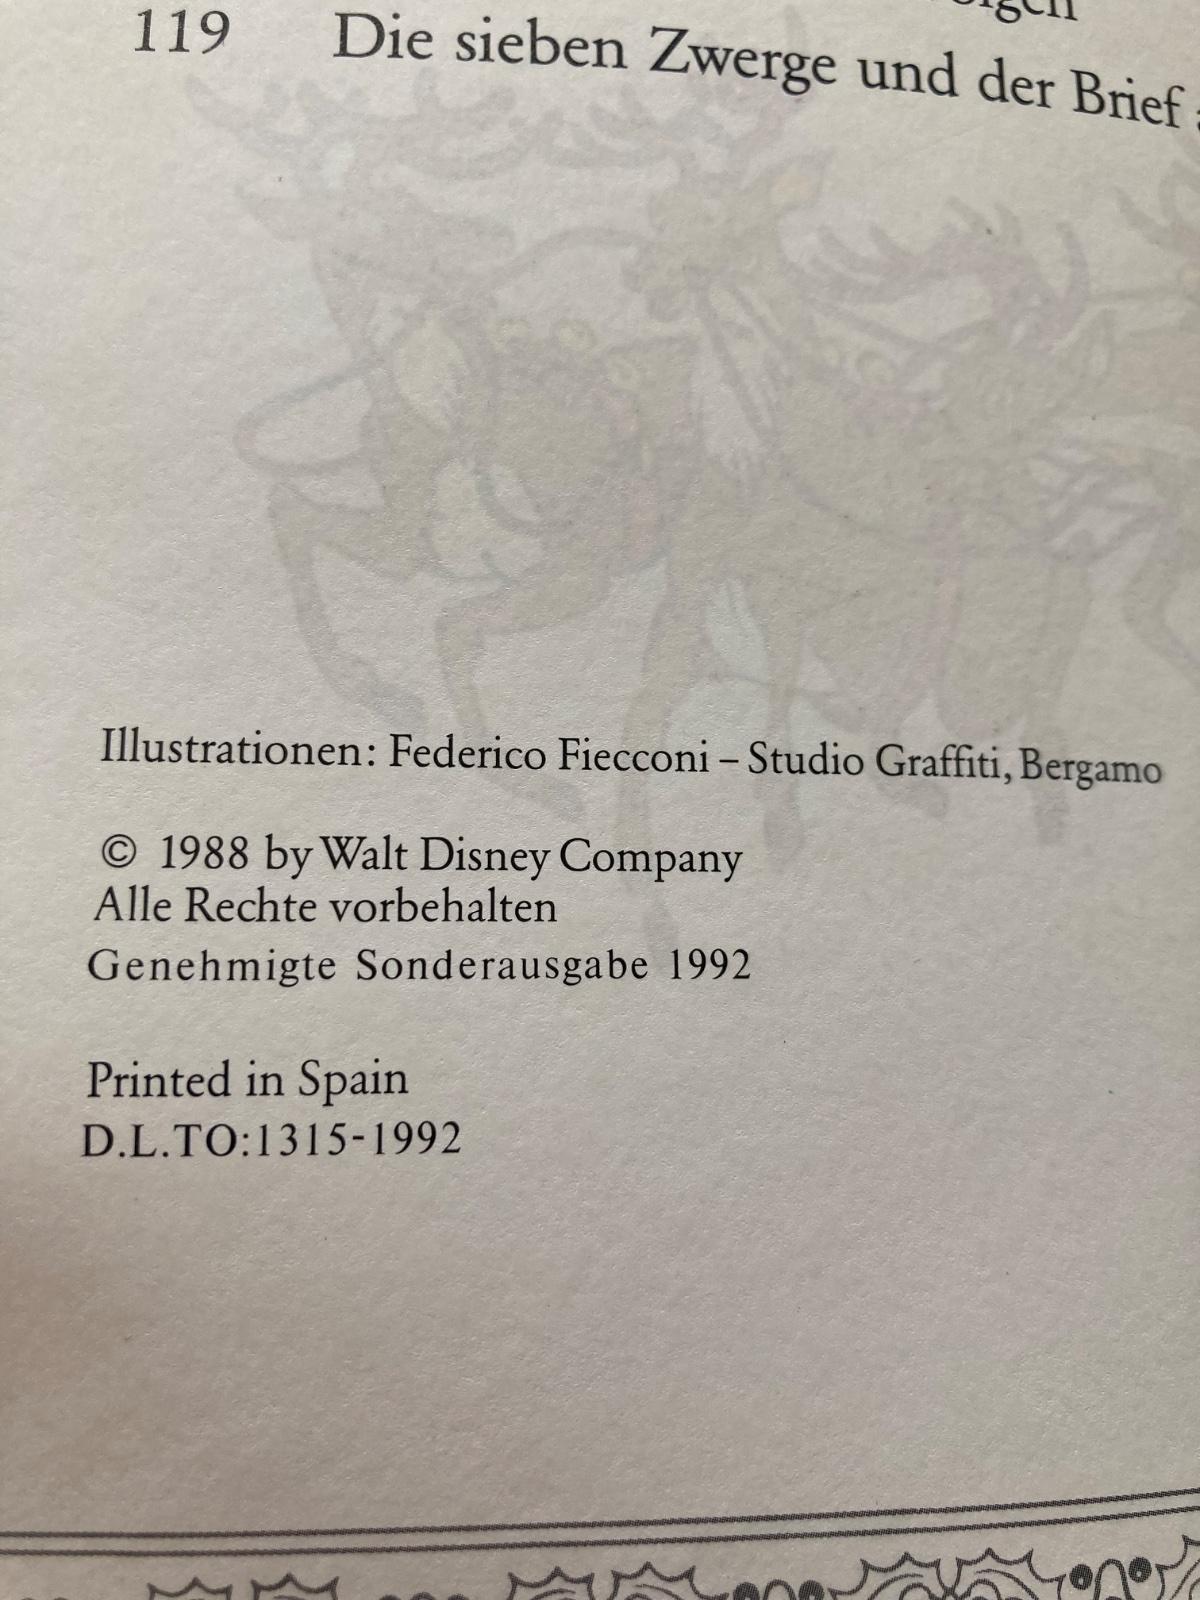 119 Die sieben Zwerge und der Brief
Illustrationen: Federico Fiecconi – Studio Graffiti, Bergamo
© 1988 by Walt Disney Company
Alle Rechte vorbehalten
Genehmigte Sonderausgabe 1992
Printed in Spain
D.L.TO:1315-1992